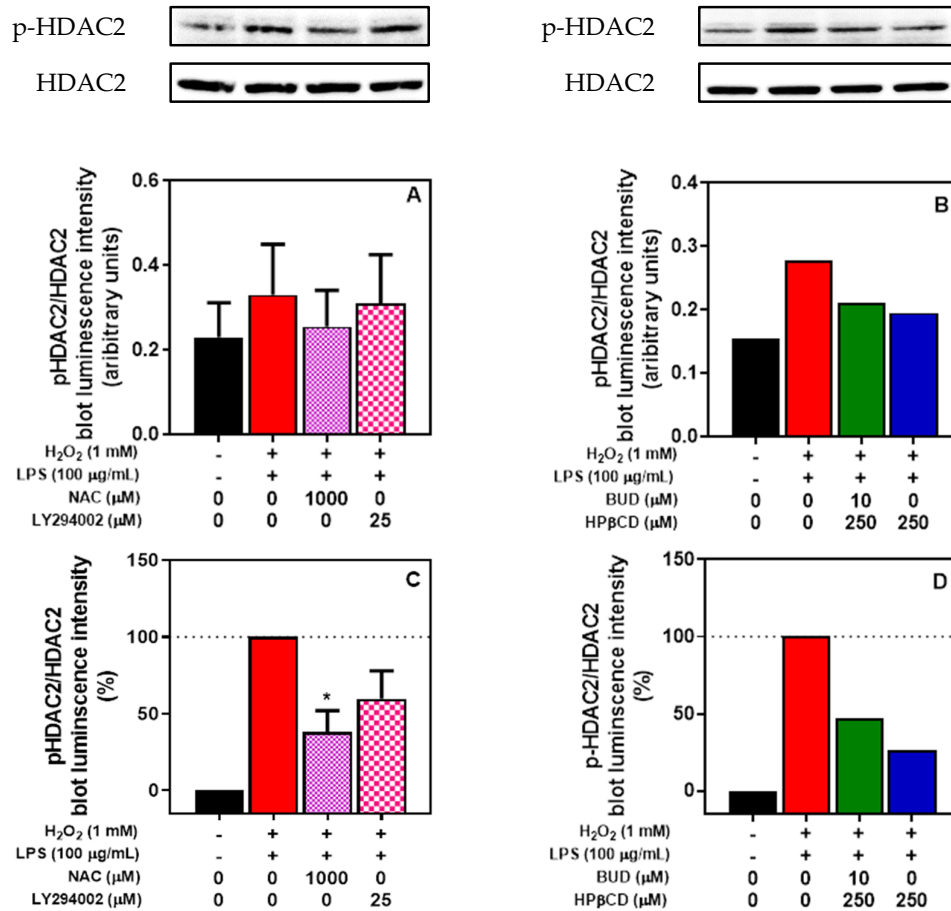 p-HDAC2
HDAC2
p-HDAC2
HDAC2
A
pHDAC2/HDAC2
blot luminescence intensity
(aribitrary units)
0.6
0.4
0.2
0.0
H₂O₂ (1 mM) - + + +
LPS (100 µg/mL) - + + +
NAC (µM) 0 0 1000 0
LY294002 (µM) 0 0 0 25
B
pHDAC2/HDAC2
blot luminescence intensity
(aribitrary units)
0.4
0.3
0.2
0.1
0.0
H₂O₂ (1 mM) - + + +
LPS (100 µg/mL) - + + +
BUD (µM) 0 0 10 0
HPβCD (µM) 0 0 250 250
C
pHDAC2/HDAC2
blot luminscence intensity
(%)
150
100
50
0
*
H₂O₂ (1 mM) - + + +
LPS (100 µg/mL) - + + +
NAC (µM) 0 0 1000 0
LY294002 (µM) 0 0 0 25
D
p-HDAC2/HDAC2
blot luminescence intensity
(%)
150
100
50
0
H₂O₂ (1 mM) - + + +
LPS (100 µg/mL) - + + +
BUD (µM) 0 0 10 0
HPβCD (µM) 0 0 250 250